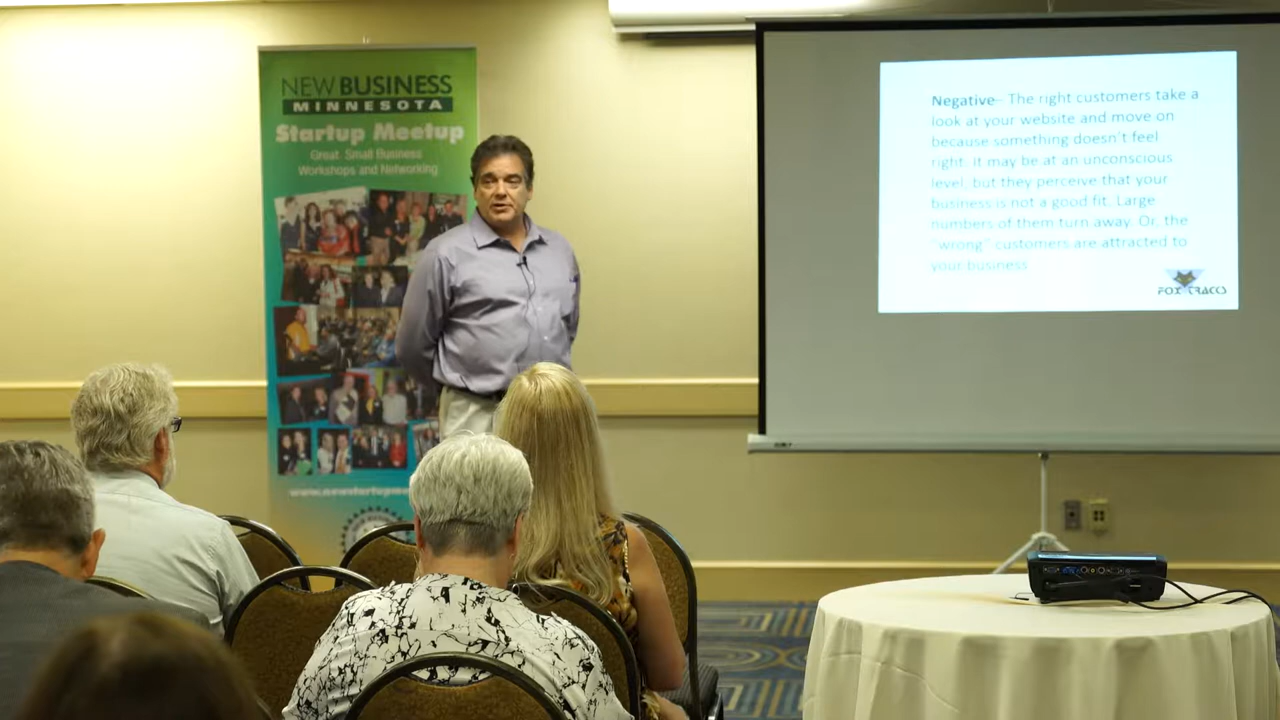 NEW BUSINESS
MINNESOTA
Startup Meetup
Great Small Business
Workshops and Networking
Negative– The right customers take a
look at your website and move on
because something doesn't feel
right. It may be at an unconscious
level, but they perceive that your
business is not a good fit. Large
numbers of them turn away. Or, the
"wrong" customers are attracted to
your business
FOX TRACKS